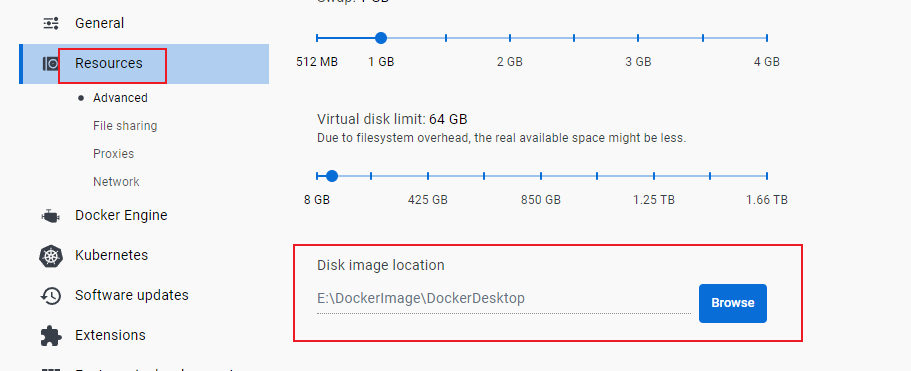 Swap: 1 GB
General
512 MB 1 GB 2 GB 3 GB 4 GB
Resources
Advanced
File sharing
Proxies
Network
Virtual disk limit: 64 GB
Due to filesystem overhead, the real available space might be less.
8 GB 425 GB 850 GB 1.25 TB 1.66 TB
Docker Engine
Kubernetes
Software updates
Extensions
Disk image location
E:\DockerImage\DockerDesktop
Browse